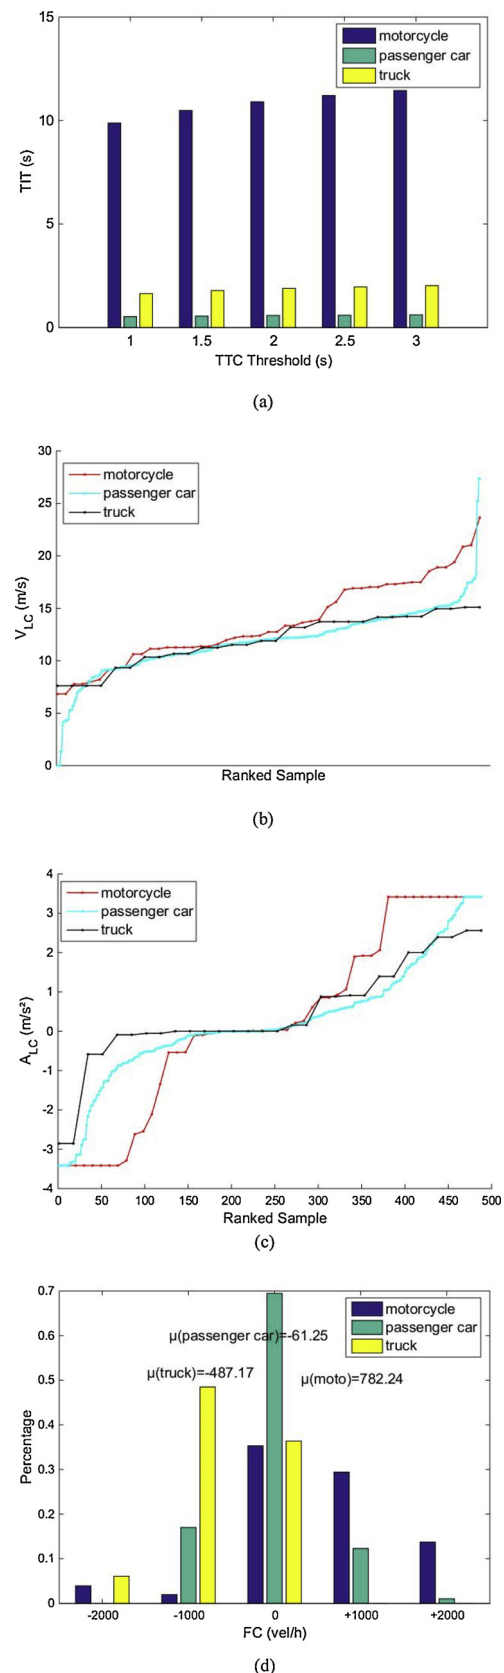 15
10
5
0
TIT (s)
motorcycle
passenger car
truck
1 1.5 2 2.5 3
TTC Threshold (s)
(a)
30
25
20
15
10
5
0
V_LC (m/s)
motorcycle
passenger car
truck
Ranked Sample
(b)
4
3
2
1
0
-1
-2
-3
-4
A_LC (m/s²)
motorcycle
passenger car
truck
0 50 100 150 200 250 300 350 400 450 500
Ranked Sample
(c)
0.7
0.6
0.5
0.4
0.3
0.2
0.1
0
Percentage
motorcycle
passenger car
truck
μ(passenger car)=-61.25
μ(truck)=-487.17
μ(moto)=782.24
-2000 -1000 0 +1000 +2000
FC (vel/h)
(d)